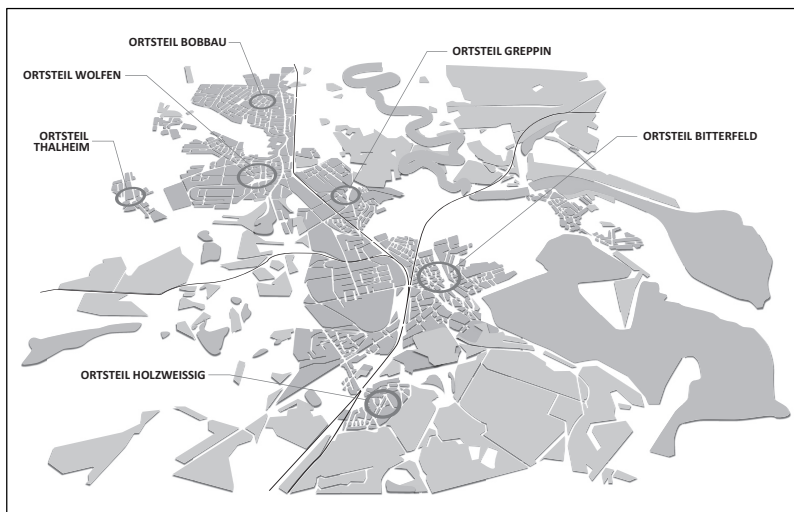 ORTSTEIL BOBBAU
ORTSTEIL GREPPIN
ORTSTEIL WOLFEN
ORTSTEIL
THALHEIM
ORTSTEIL BITTERFELD
ORTSTEIL HOLZWEISSIG